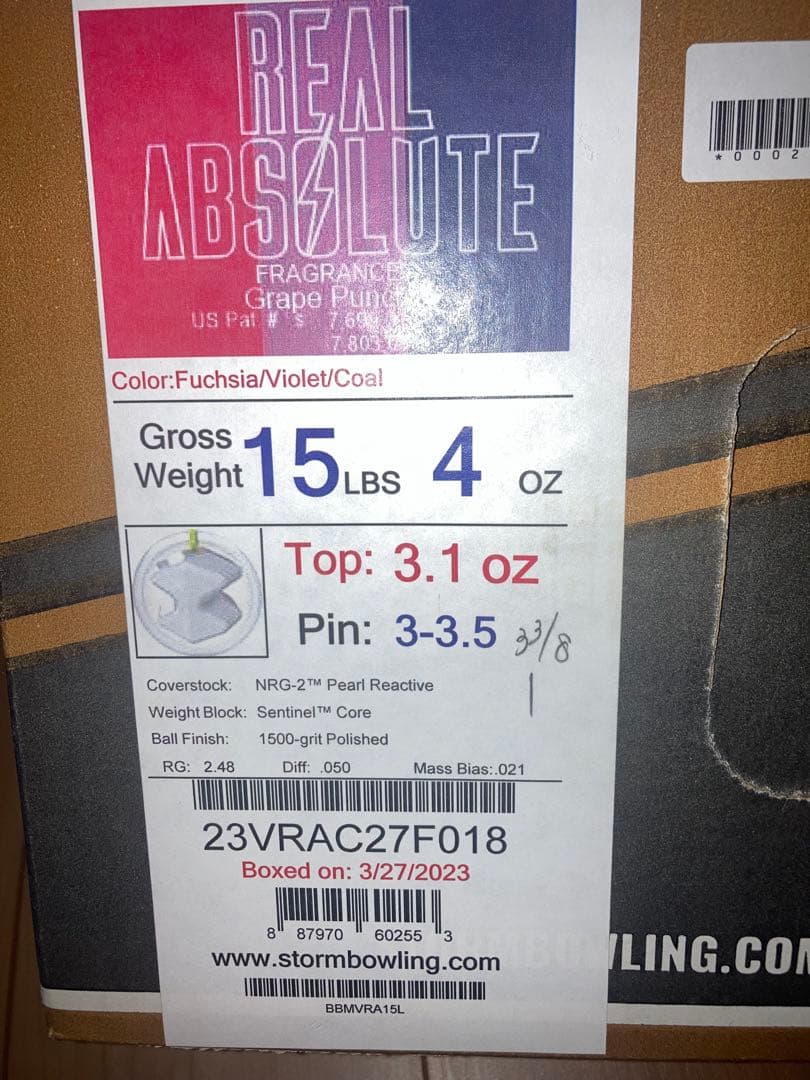 REAL
ABSOLUTE
FRAGRANCE
Grape
US Pat # s
Color:Fuchsia/Violet/Coal
Gross Weight 15 LBS 4 oz
Top: 3.1 oz
Pin: 3-3.5 3 3/8
1
Coverstock: NRG-2™ Pearl Reactive
Weight Block: Sentinel™ Core
Ball Finish: 1500-grit Polished
RG: 2.48 Diff: .050 Mass Bias:.021
23VRAC27F018
Boxed on: 3/27/2023
8 87970 60255 3
www.stormbowling.com
BBMVRA15L
*0002